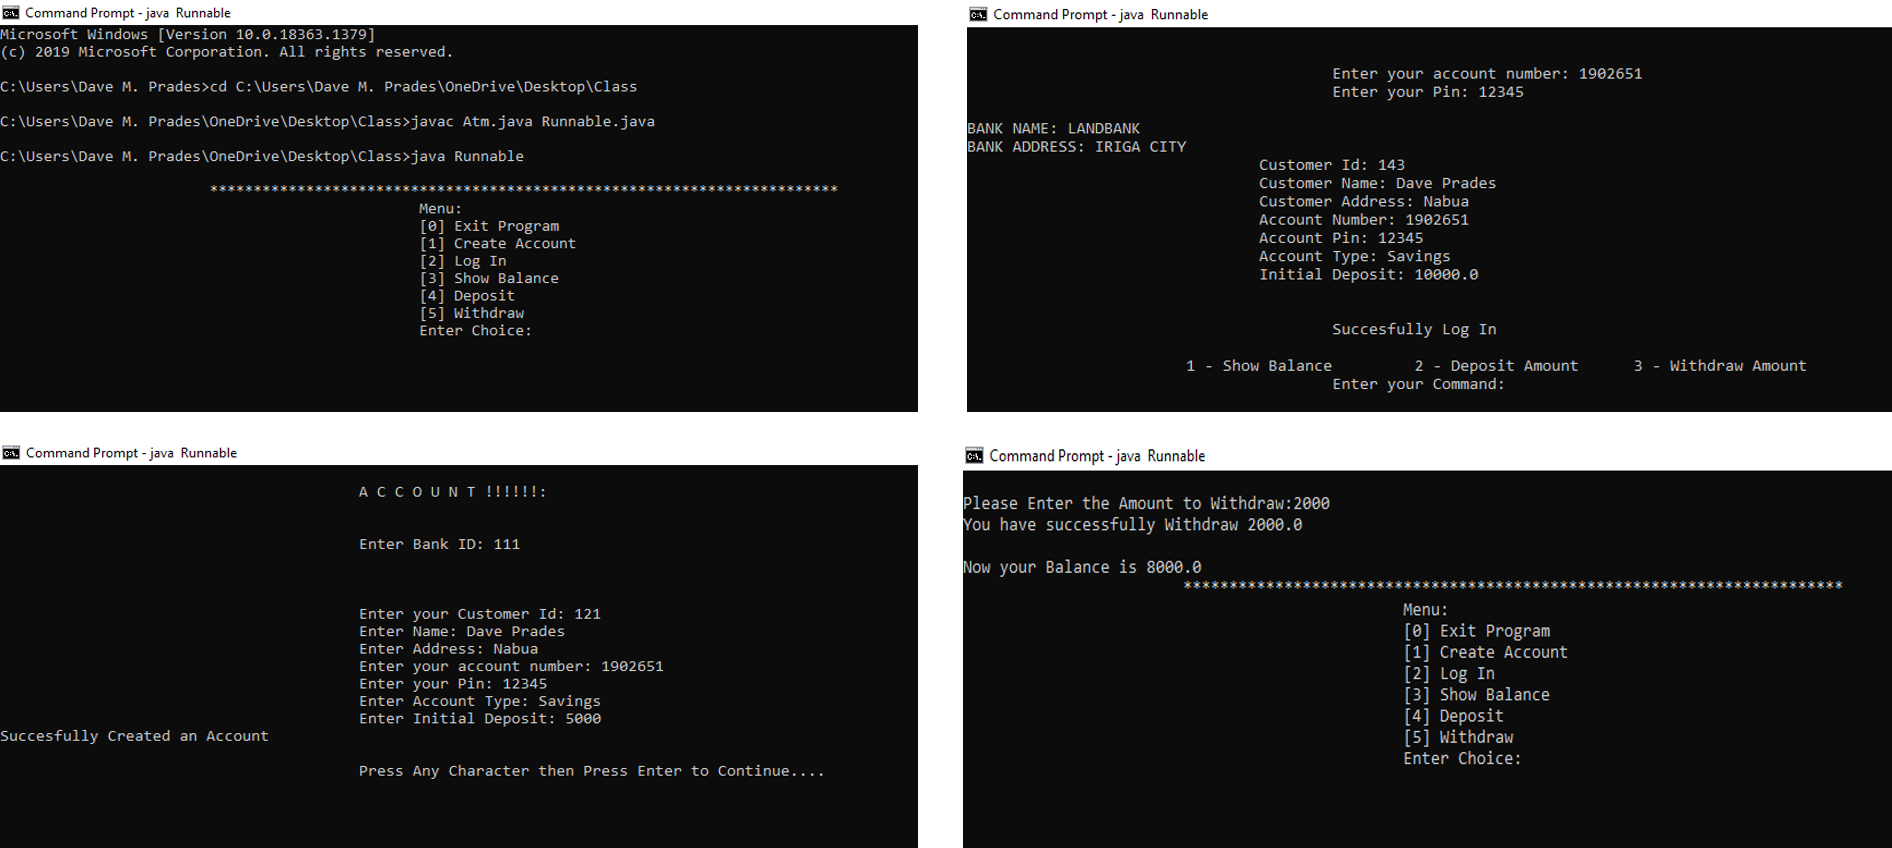 Command Prompt - java  Runnable
Microsoft Windows [Version 10.0.18363.1379]
(c) 2019 Microsoft Corporation. All rights reserved.
C:\Users\Dave M. Prades>cd C:\Users\Dave M. Prades\OneDrive\Desktop\Class
C:\Users\Dave M. Prades\OneDrive\Desktop\Class>javac Atm.java Runnable.java
C:\Users\Dave M. Prades\OneDrive\Desktop\Class>java Runnable
************************************************************************
Menu:
[0] Exit Program
[1] Create Account
[2] Log In
[3] Show Balance
[4] Deposit
[5] Withdraw
Enter Choice:
Command Prompt - java  Runnable
Enter your account number: 1902651
Enter your Pin: 12345
BANK NAME: LANDBANK
BANK ADDRESS: IRIGA CITY
Customer Id: 143
Customer Name: Dave Prades
Customer Address: Nabua
Account Number: 1902651
Account Pin: 12345
Account Type: Savings
Initial Deposit: 10000.0
Succesfully Log In
1 - Show Balance         2 - Deposit Amount      3 - Withdraw Amount
Enter your Command:
Command Prompt - java  Runnable
A C C O U N T !!!!!!:
Enter Bank ID: 111
Enter your Customer Id: 121
Enter Name: Dave Prades
Enter Address: Nabua
Enter your account number: 1902651
Enter your Pin: 12345
Enter Account Type: Savings
Enter Initial Deposit: 5000
Succesfully Created an Account
Press Any Character then Press Enter to Continue....
Command Prompt - java  Runnable
Please Enter the Amount to Withdraw:2000
You have successfully Withdraw 2000.0
Now your Balance is 8000.0
************************************************************************
Menu:
[0] Exit Program
[1] Create Account
[2] Log In
[3] Show Balance
[4] Deposit
[5] Withdraw
Enter Choice: